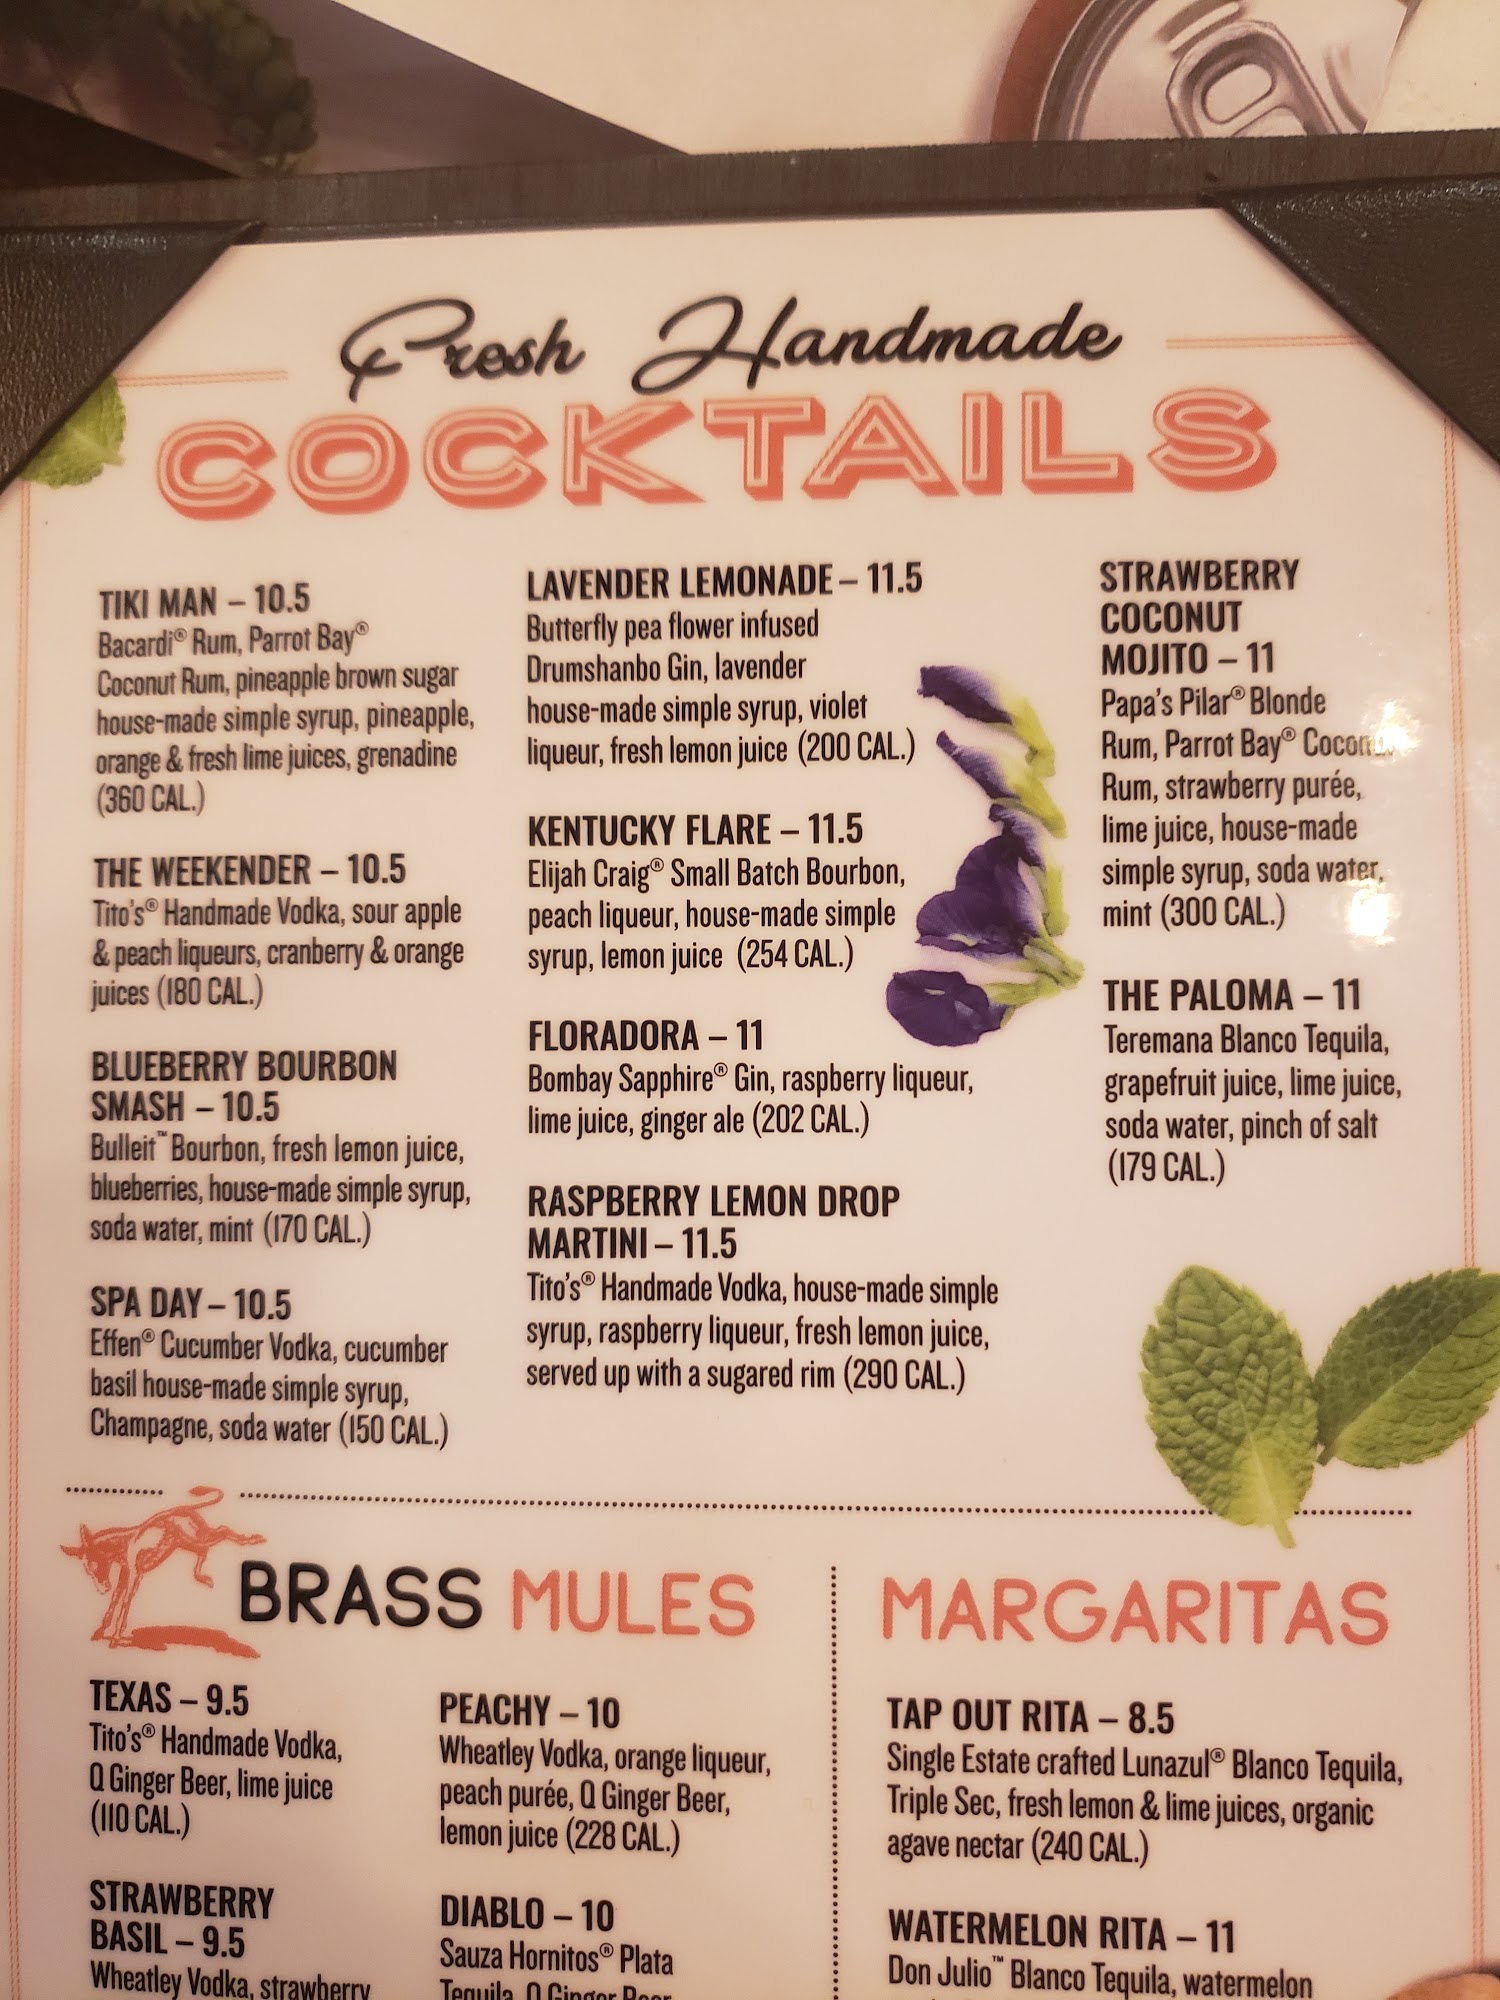 Fresh Handmade
COCKTAILS
TIKI MAN – 10.5
Bacardi® Rum, Parrot Bay®
Coconut Rum, pineapple brown sugar
house-made simple syrup, pineapple,
orange & fresh lime juices, grenadine
(360 CAL.)
THE WEEKENDER – 10.5
Tito's® Handmade Vodka, sour apple
& peach liqueurs, cranberry & orange
juices (180 CAL.)
BLUEBERRY BOURBON
SMASH – 10.5
Bulleit™ Bourbon, fresh lemon juice,
blueberries, house-made simple syrup,
soda water, mint (170 CAL.)
SPA DAY – 10.5
Effen® Cucumber Vodka, cucumber
basil house-made simple syrup,
Champagne, soda water (150 CAL.)
LAVENDER LEMONADE – 11.5
Butterfly pea flower infused
Drumshanbo Gin, lavender
house-made simple syrup, violet
liqueur, fresh lemon juice (200 CAL.)
KENTUCKY FLARE – 11.5
Elijah Craig® Small Batch Bourbon,
peach liqueur, house-made simple
syrup, lemon juice (254 CAL.)
FLORADORA – 11
Bombay Sapphire® Gin, raspberry liqueur,
lime juice, ginger ale (202 CAL.)
RASPBERRY LEMON DROP
MARTINI – 11.5
Tito's® Handmade Vodka, house-made simple
syrup, raspberry liqueur, fresh lemon juice,
served up with a sugared rim (290 CAL.)
STRAWBERRY
COCONUT
MOJITO – 11
Papa's Pilar® Blonde
Rum, Parrot Bay® Coconut
Rum, strawberry purée,
lime juice, house-made
simple syrup, soda water,
mint (300 CAL.)
THE PALOMA – 11
Teremana Blanco Tequila,
grapefruit juice, lime juice,
soda water, pinch of salt
(179 CAL.)
BRASS MULES
TEXAS – 9.5
Tito's® Handmade Vodka,
Q Ginger Beer, lime juice
(110 CAL.)
STRAWBERRY
BASIL – 9.5
Wheatley Vodka, strawberry
PEACHY – 10
Wheatley Vodka, orange liqueur,
peach purée, Q Ginger Beer,
lemon juice (228 CAL.)
DIABLO – 10
Sauza Hornitos® Plata
Tequila, Q Ginger Beer
MARGARITAS
TAP OUT RITA – 8.5
Single Estate crafted Lunazul® Blanco Tequila,
Triple Sec, fresh lemon & lime juices, organic
agave nectar (240 CAL.)
WATERMELON RITA – 11
Don Julio™ Blanco Tequila, watermelon